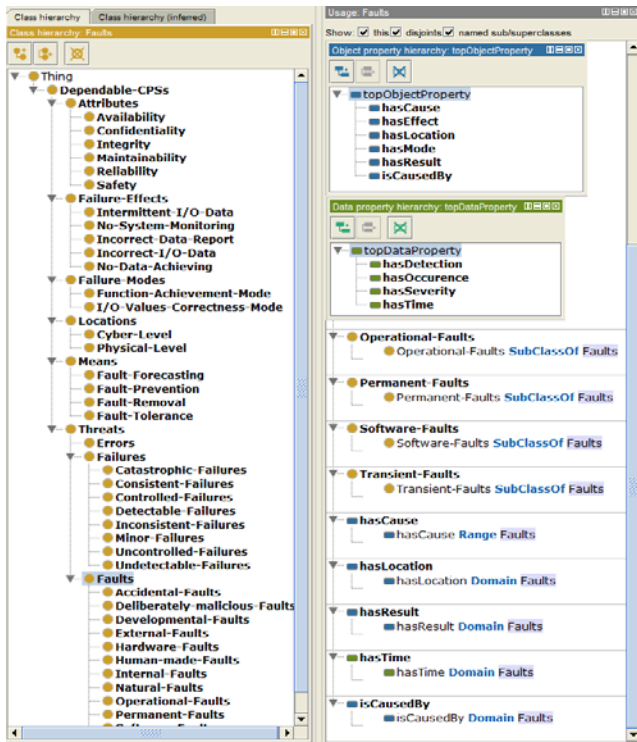 Class hierarchy
Class hierarchy (inferred)
Class hierarchy: Faults
Thing
Dependable-CPSs
Attributes
Availability
Confidentiality
Integrity
Maintainability
Reliability
Safety
Failure-Effects
Intermittent-I/O-Data
No-System-Monitoring
Incorrect-Data-Report
Incorrect-I/O-Data
No-Data-Achieving
Failure-Modes
Function-Achievement-Mode
I/O-Values-Correctness-Mode
Locations
Cyber-Level
Physical-Level
Means
Fault-Forecasting
Fault-Prevention
Fault-Removal
Fault-Tolerance
Threats
Errors
Failures
Catastrophic-Failures
Consistent-Failures
Controlled-Failures
Detectable-Failures
Inconsistent-Failures
Minor-Failures
Uncontrolled-Failures
Undetectable-Failures
Faults
Accidental-Faults
Deliberately-malicious-Faults
Developmental-Faults
External-Faults
Hardware-Faults
Human-made-Faults
Internal-Faults
Natural-Faults
Operational-Faults
Permanent-Faults
Usage: Faults
Show: this disjoints named sub/superclasses
Object property hierarchy: topObjectProperty
topObjectProperty
hasCause
hasEffect
hasLocation
hasMode
hasResult
isCausedBy
Data property hierarchy: topDataProperty
topDataProperty
hasDetection
hasOccurence
hasSeverity
hasTime
Operational-Faults
Operational-Faults SubClassOf Faults
Permanent-Faults
Permanent-Faults SubClassOf Faults
Software-Faults
Software-Faults SubClassOf Faults
Transient-Faults
Transient-Faults SubClassOf Faults
hasCause
hasCause Range Faults
hasLocation
hasLocation Domain Faults
hasResult
hasResult Domain Faults
hasTime
hasTime Domain Faults
isCausedBy
isCausedBy Domain Faults